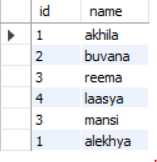 id name
1 akhila
2 buvana
3 reema
4 laasya
3 mansi
1 alekhya